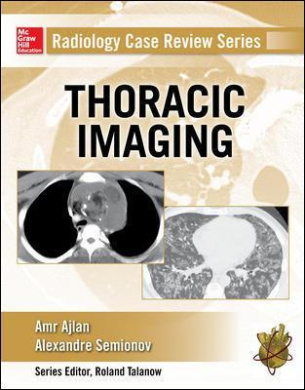 Mc
Graw
Hill
Education
Radiology Case Review Series
THORACIC
IMAGING
Amr Ajlan
Alexandre Semionov
Series Editor, Roland Talanow